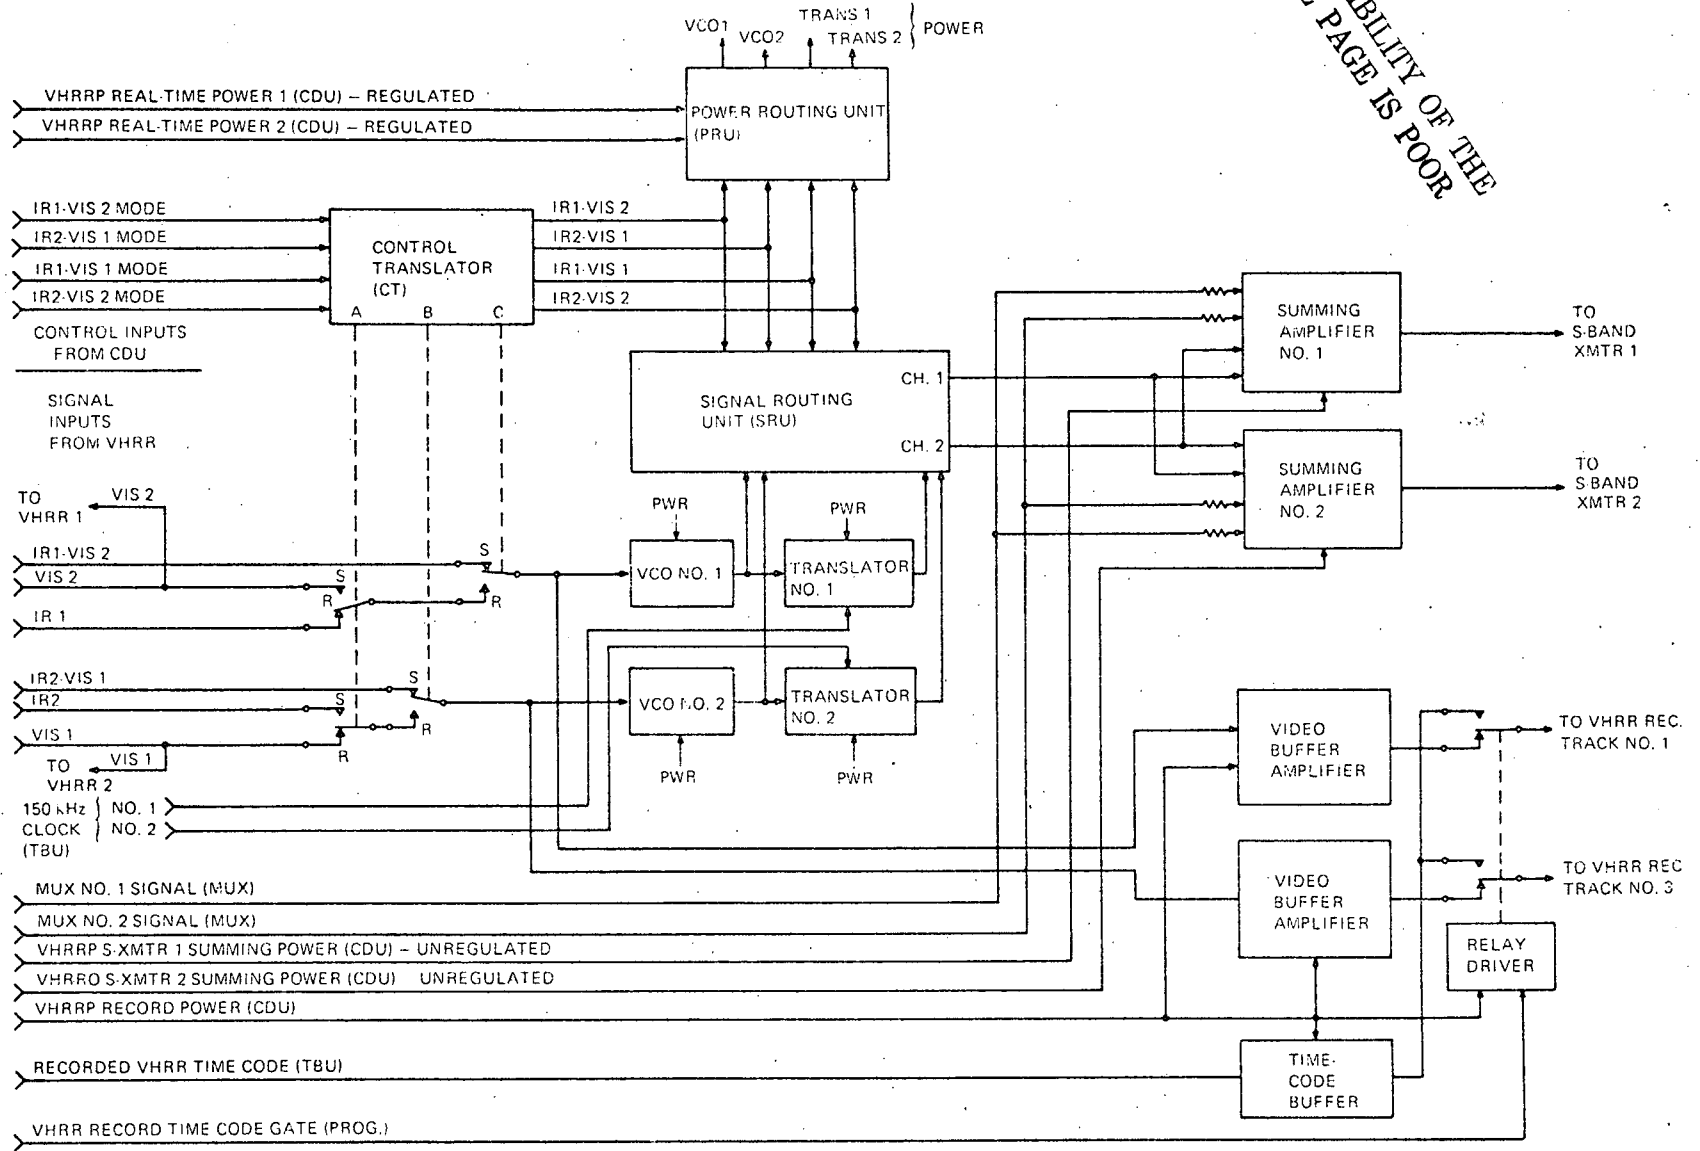 BILITY OF THE
PAGE IS POOR
TRANS 1
VCO1
VCO2
TRANS 2
POWER
VHRRP REAL-TIME POWER 1 (CDU) – REGULATED
VHRRP REAL-TIME POWER 2 (CDU) – REGULATED
POWER ROUTING UNIT
(PRU)
IR1-VIS 2 MODE
IR2-VIS 1 MODE
IR1-VIS 1 MODE
IR2-VIS 2 MODE
CONTROL
TRANSLATOR
(CT)
A
B
C
IR1-VIS 2
IR2-VIS 1
IR1-VIS 1
IR2-VIS 2
CONTROL INPUTS
FROM CDU
SIGNAL
INPUTS
FROM VHRR
CH. 1
SIGNAL ROUTING
UNIT (SRU)
CH. 2
SUMMING
AMPLIFIER
NO. 1
TO
S-BAND
XMTR 1
SUMMING
AMPLIFIER
NO. 2
TO
S-BAND
XMTR 2
TO
VHRR 1
VIS 2
IR1-VIS 2
VIS 2
IR 1
S
R
S
R
PWR
PWR
VCO NO. 1
TRANSLATOR
NO. 1
IR2-VIS 1
IR2
VIS 1
S
R
S
R
VCO NO. 2
TRANSLATOR
NO. 2
PWR
PWR
TO
VHRR 2
VIS 1
150 kHz
CLOCK
(TBU)
NO. 1
NO. 2
VIDEO
BUFFER
AMPLIFIER
TO VHRR REC.
TRACK NO. 1
VIDEO
BUFFER
AMPLIFIER
TO VHRR REC
TRACK NO. 3
MUX NO. 1 SIGNAL (MUX)
MUX NO. 2 SIGNAL (MUX)
VHRRP S-XMTR 1 SUMMING POWER (CDU) – UNREGULATED
VHRRO S-XMTR 2 SUMMING POWER (CDU) UNREGULATED
VHRRP RECORD POWER (CDU)
RELAY
DRIVER
RECORDED VHRR TIME CODE (TBU)
TIME-
CODE
BUFFER
VHRR RECORD TIME CODE GATE (PROG.)